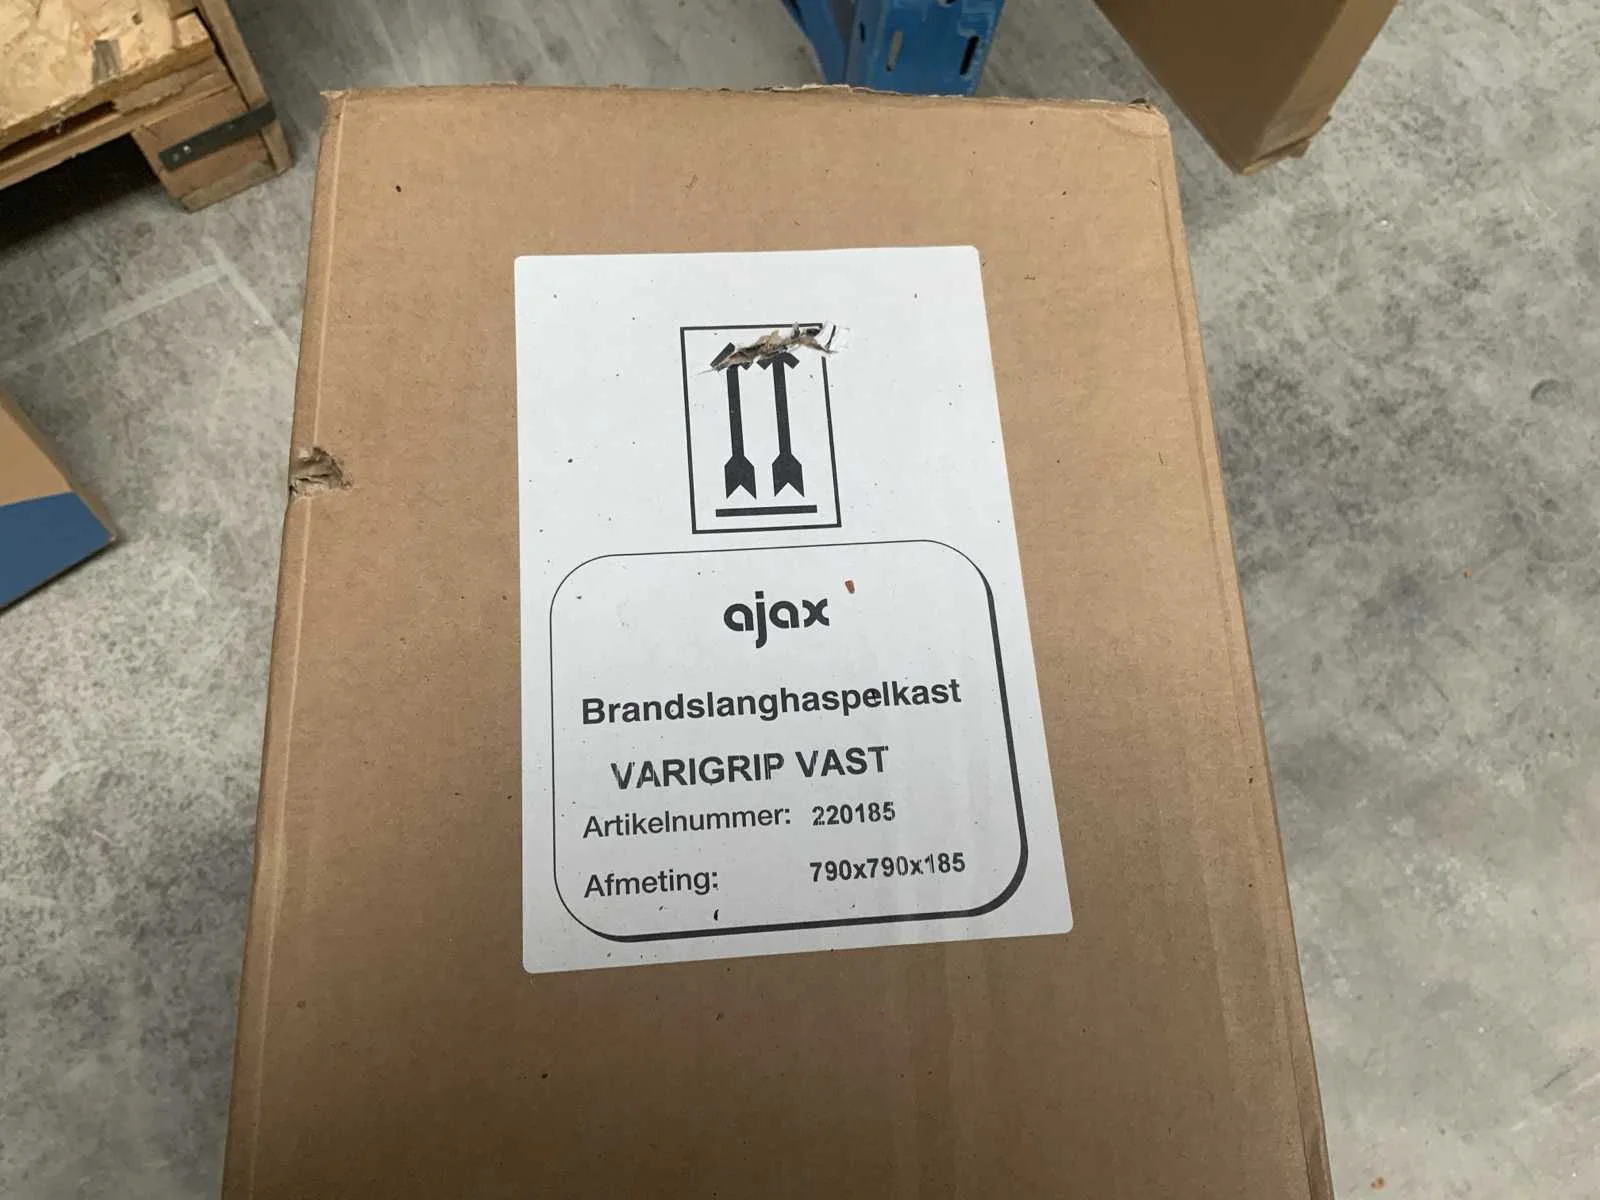 ajax
Brandslanghaspelkast
VARIGRIP VAST
Artikelnummer: 220185
Afmeting: 790x790x185